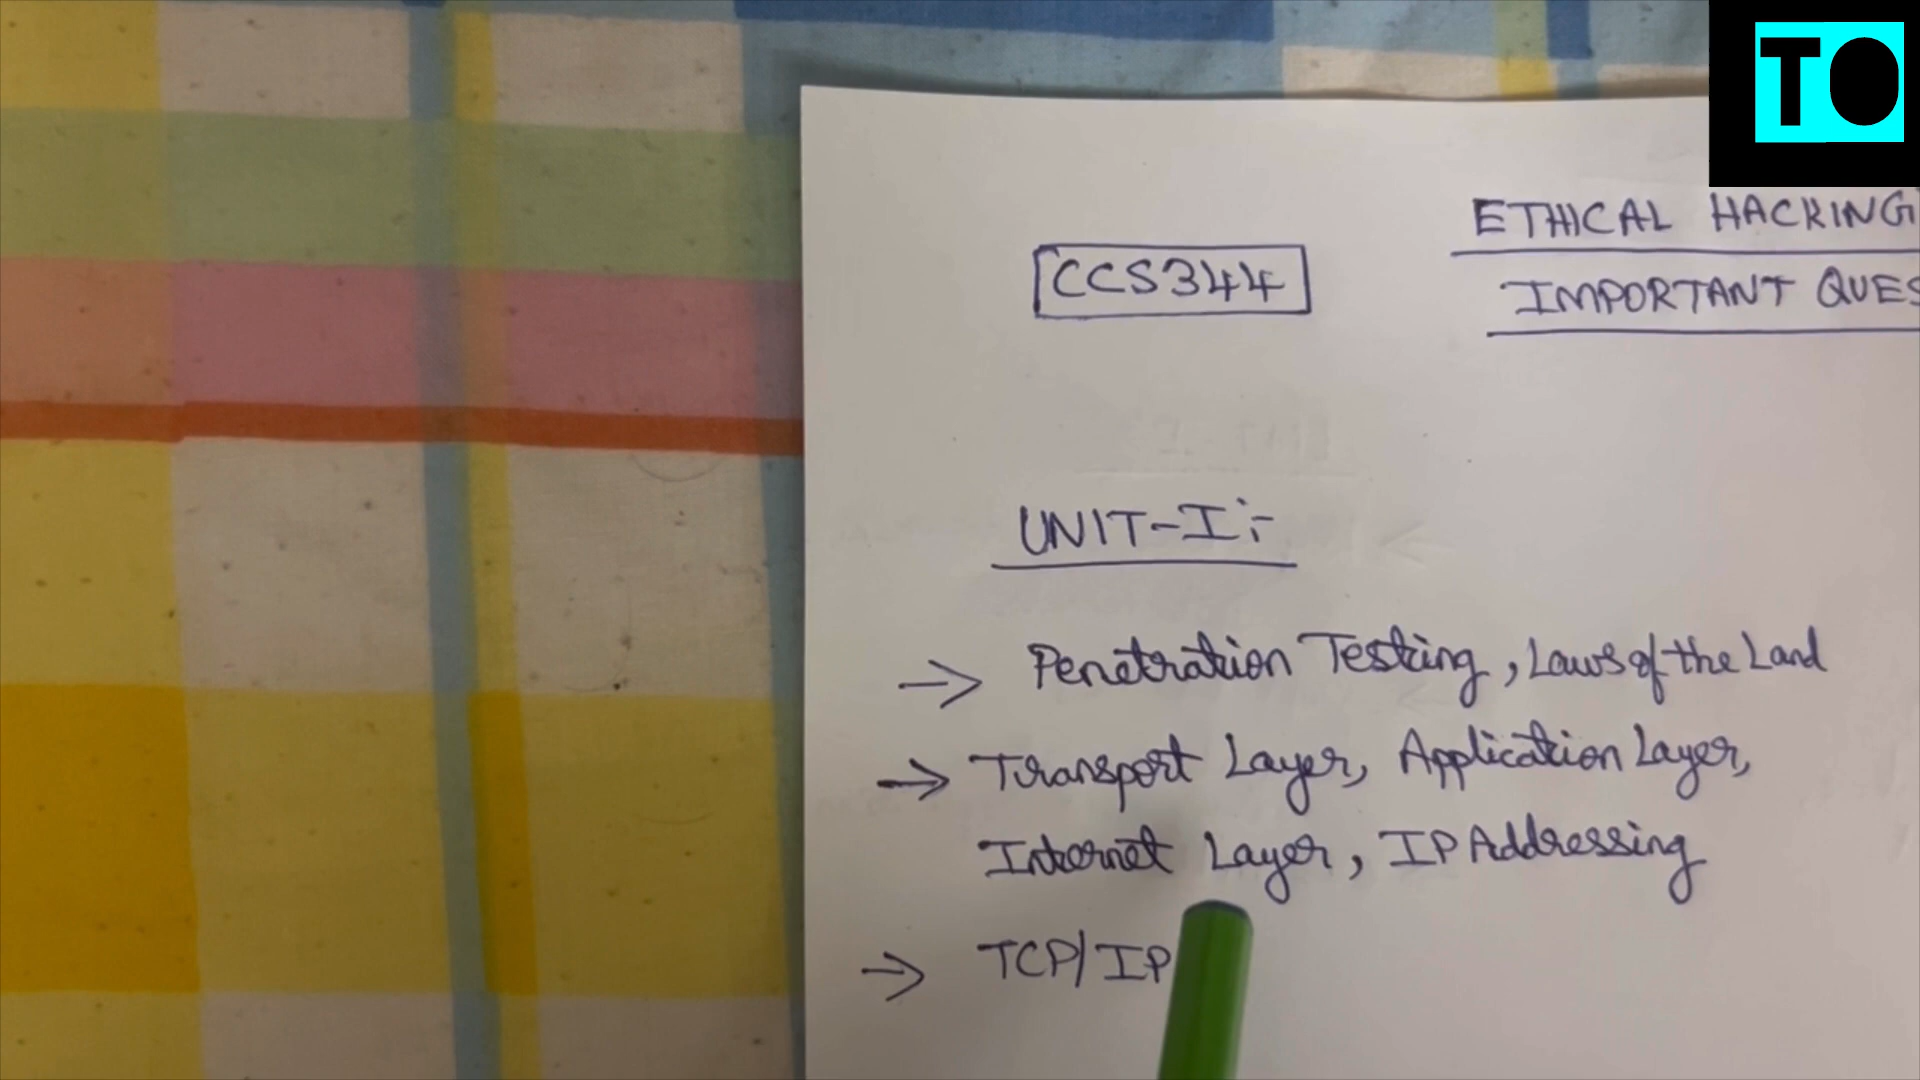 TO
ETHICAL HACKING
CCS344
IMPORTANT QUES
UNIT-I:-
→ Penetration Testing, Laws of the Land
→ Transport Layer, Application Layer,
Internet Layer, IP Addressing
→ TCP/IP